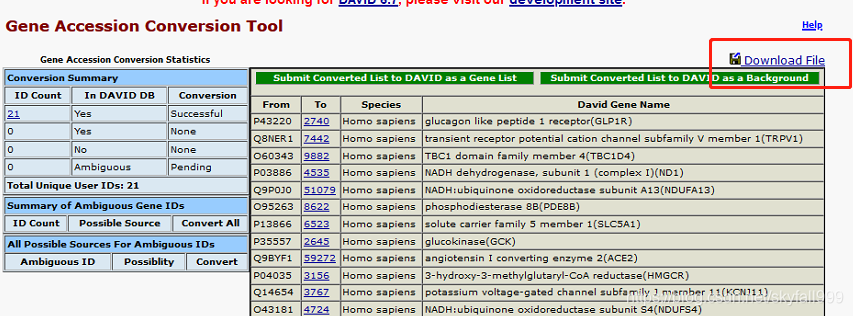 If you are looking for DAVID 6.7, please visit our development site.
Gene Accession Conversion Tool
Help
Gene Accession Conversion Statistics
Download File
Conversion Summary
ID Count In DAVID DB Conversion
21 Yes Successful
0 Yes None
0 No None
0 Ambiguous Pending
Total Unique User IDs: 21
Summary of Ambiguous Gene IDs
ID Count Possible Source Convert All
All Possible Sources For Ambiguous IDs
Ambiguous ID Possiblity Convert
Submit Converted List to DAVID as a Gene List Submit Converted List to DAVID as a Background
From To Species David Gene Name
P43220 2740 Homo sapiens glucagon like peptide 1 receptor(GLP1R)
Q8NER1 7442 Homo sapiens transient receptor potential cation channel subfamily V member 1(TRPV1)
O60343 9882 Homo sapiens TBC1 domain family member 4(TBC1D4)
P03886 4535 Homo sapiens NADH dehydrogenase, subunit 1 (complex I)(ND1)
Q9P0J0 51079 Homo sapiens NADH:ubiquinone oxidoreductase subunit A13(NDUFA13)
O95263 8622 Homo sapiens phosphodiesterase 8B(PDE8B)
P13866 6523 Homo sapiens solute carrier family 5 member 1(SLC5A1)
P35557 2645 Homo sapiens glucokinase(GCK)
Q9BYF1 59272 Homo sapiens angiotensin I converting enzyme 2(ACE2)
P04035 3156 Homo sapiens 3-hydroxy-3-methylglutaryl-CoA reductase(HMGCR)
Q14654 3767 Homo sapiens potassium voltage-gated channel subfamily J member 11(KCNJ11)
O43181 4724 Homo sapiens NADH:ubiquinone oxidoreductase subunit S4(NDUFS4)
https://blog.csdn.net/skyfall999